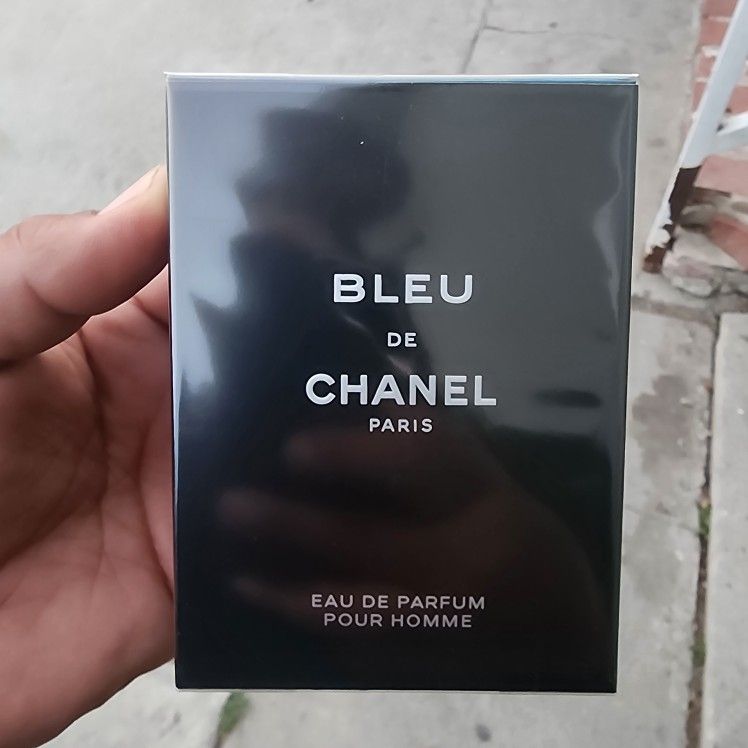 BLEU
DE
CHANEL
PARIS
EAU DE PARFUM
POUR HOMME